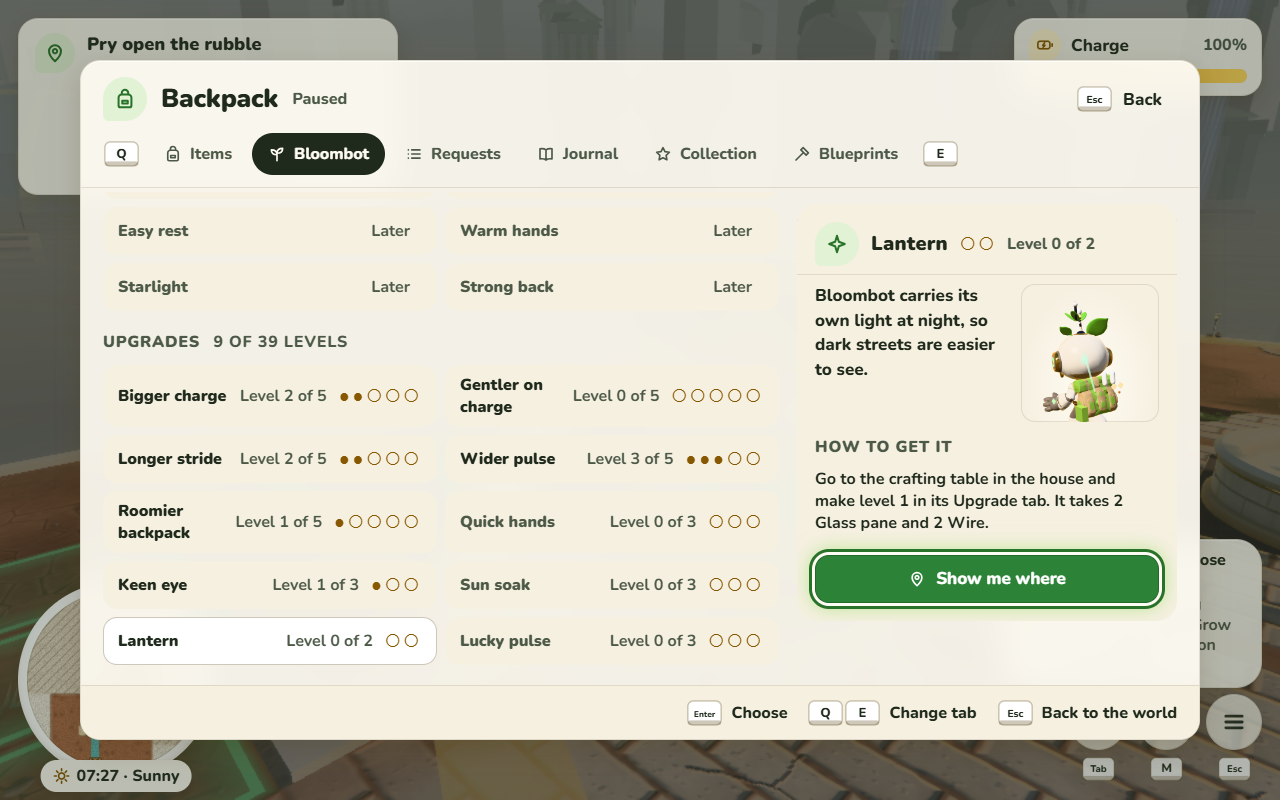 Pry open the rubble
Charge 100%
Backpack Paused
Esc Back
Q Items Bloombot Requests Journal Collection Blueprints E
Easy rest Later
Warm hands Later
Starlight Later
Strong back Later
UPGRADES 9 OF 39 LEVELS
Bigger charge Level 2 of 5
Gentler on
charge
Level 0 of 5
Longer stride Level 2 of 5
Wider pulse Level 3 of 5
Roomier
backpack
Level 1 of 5
Quick hands Level 0 of 3
Keen eye Level 1 of 3
Sun soak Level 0 of 3
Lantern Level 0 of 2
Lucky pulse Level 0 of 3
Lantern Level 0 of 2
Bloombot carries its
own light at night, so
dark streets are easier
to see.
HOW TO GET IT
Go to the crafting table in the house and
make level 1 in its Upgrade tab. It takes 2
Glass pane and 2 Wire.
Show me where
Enter Choose Q E Change tab Esc Back to the world
07:27 · Sunny
Tab M Esc